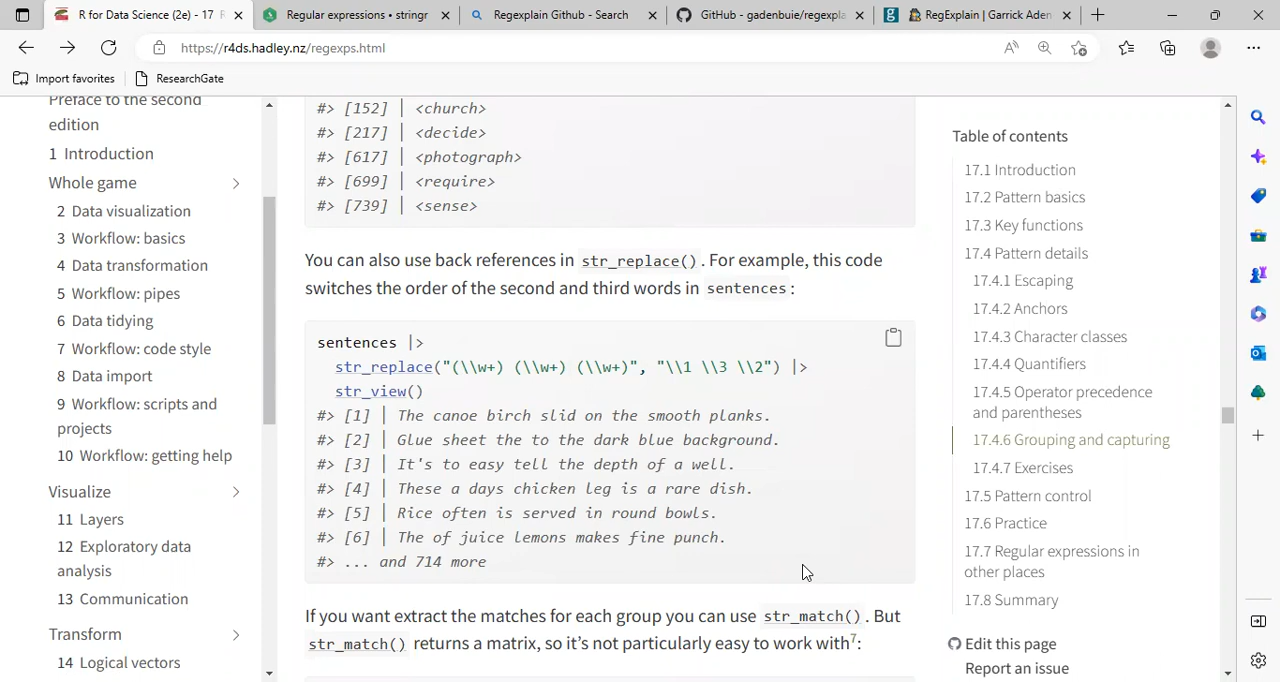 R for Data Science (2e) - 17
Regular expressions • stringr
Regexplain Github - Search
GitHub - gadenbuie/regexpla
RegExplain | Garrick Aden
https://r4ds.hadley.nz/regexps.html
Import favorites
ResearchGate
Preface to the second
edition
1 Introduction
Whole game
2 Data visualization
3 Workflow: basics
4 Data transformation
5 Workflow: pipes
6 Data tidying
7 Workflow: code style
8 Data import
9 Workflow: scripts and
projects
10 Workflow: getting help
Visualize
11 Layers
12 Exploratory data
analysis
13 Communication
Transform
14 Logical vectors
#> [152] │ <church>
#> [217] │ <decide>
#> [617] │ <photograph>
#> [699] │ <require>
#> [739] │ <sense>
You can also use back references in str_replace(). For example, this code
switches the order of the second and third words in sentences:
sentences |>
str_replace("(\\w+) (\\w+) (\\w+)", "\\1 \\3 \\2") |>
str_view()
#> [1] │ The canoe birch slid on the smooth planks.
#> [2] │ Glue sheet the to the dark blue background.
#> [3] │ It's to easy tell the depth of a well.
#> [4] │ These a days chicken leg is a rare dish.
#> [5] │ Rice often is served in round bowls.
#> [6] │ The of juice lemons makes fine punch.
#> ... and 714 more
If you want extract the matches for each group you can use str_match(). But
str_match() returns a matrix, so it's not particularly easy to work with7:
Table of contents
17.1 Introduction
17.2 Pattern basics
17.3 Key functions
17.4 Pattern details
17.4.1 Escaping
17.4.2 Anchors
17.4.3 Character classes
17.4.4 Quantifiers
17.4.5 Operator precedence
and parentheses
17.4.6 Grouping and capturing
17.4.7 Exercises
17.5 Pattern control
17.6 Practice
17.7 Regular expressions in
other places
17.8 Summary
Edit this page
Report an issue